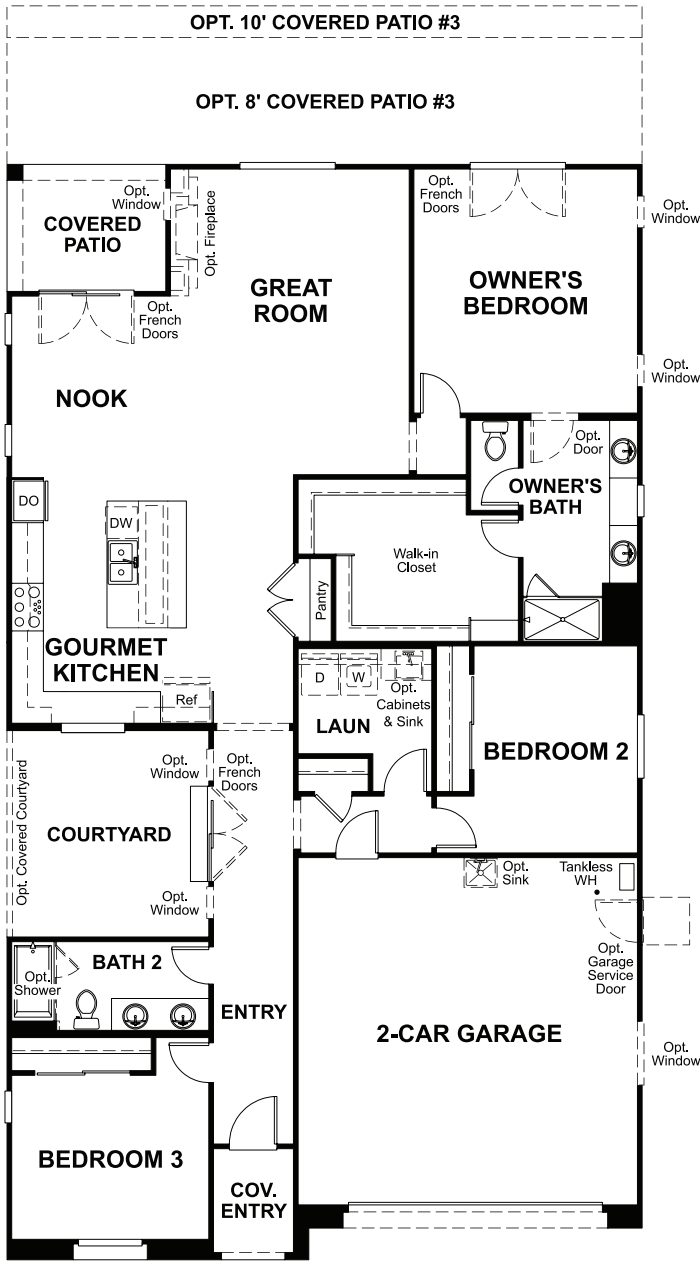 OPT. 10' COVERED PATIO #3
OPT. 8' COVERED PATIO #3
Opt.
Window
COVERED
PATIO
Opt. Fireplace
Opt.
French
Doors
Opt.
Window
GREAT
ROOM
OWNER'S
BEDROOM
Opt.
French
Doors
Opt.
Window
NOOK
Opt.
Door
OWNER'S
BATH
DO
DW
Walk-in
Closet
Pantry
GOURMET
KITCHEN
Ref
D
W
Opt.
Cabinets
& Sink
LAUN
BEDROOM 2
Opt.
Window
Opt.
French
Doors
Opt. Covered Courtyard
COURTYARD
Opt.
Window
Opt.
Sink
Tankless
WH
Opt.
Garage
Service
Door
BATH 2
Opt.
Shower
ENTRY
2-CAR GARAGE
Opt.
Window
BEDROOM 3
COV.
ENTRY